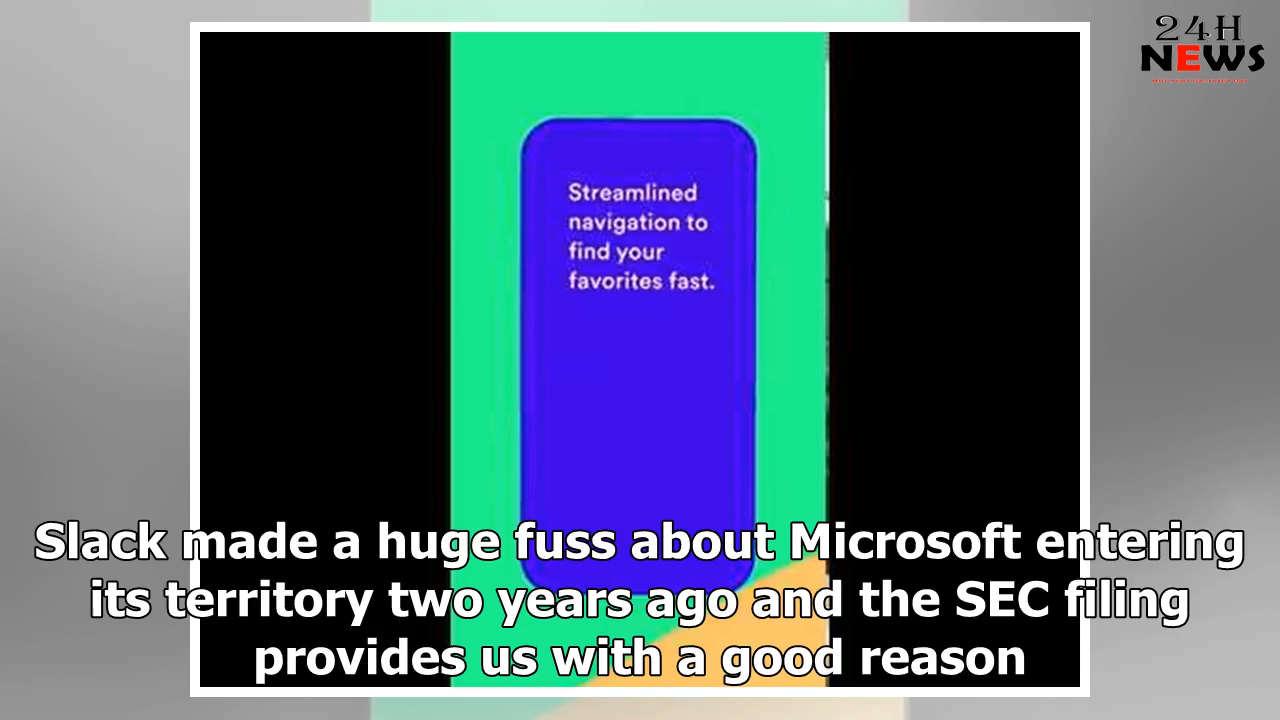 24H
NEWS
Streamlined
navigation to
find your
favorites fast.
Slack made a huge fuss about Microsoft entering
its territory two years ago and the SEC filing
provides us with a good reason